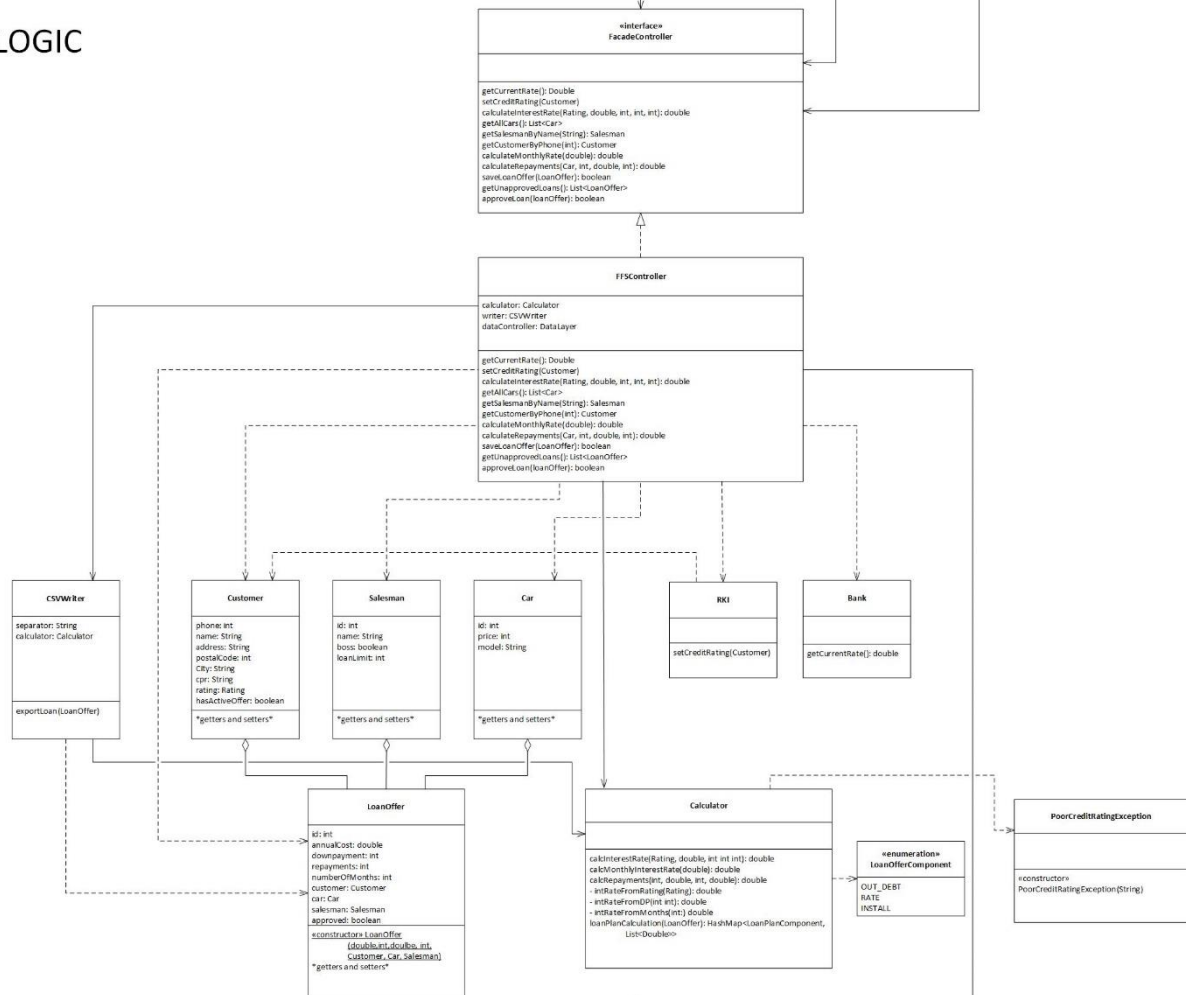 LOGIC
«interface»
FacadeController
getCurrentRate(): Double
setCreditRating(Customer)
calculateInterestRate(Rating, double, int, int, int): double
getAllCars(): List<Car>
getSalesmanByName(String): Salesman
getCustomerByPhone(int): Customer
calculateMonthlyRate(double): double
calculateRepayments(Car, int, double, int): double
saveLoanOffer(LoanOffer): boolean
getUnapprovedLoans(): List<LoanOffer>
approveLoan(loanOffer): boolean
FFSController
calculator: Calculator
writer: CSVWriter
dataController: DataLayer
getCurrentRate(): Double
setCreditRating(Customer)
calculateInterestRate(Rating, double, int, int, int): double
getAllCars(): List<Car>
getSalesmanByName(String): Salesman
getCustomerByPhone(int): Customer
calculateMonthlyRate(double): double
calculateRepayments(Car, int, double, int): double
saveLoanOffer(LoanOffer): boolean
getUnapprovedLoans(): List<LoanOffer>
approveLoan(loanOffer): boolean
CSVWriter
separator: String
calculator: Calculator
exportLoan(LoanOffer)
Customer
phone: int
name: String
address: String
postalCode: int
City: String
cpr: String
rating: Rating
hasActiveOffer: boolean
*getters and setters*
Salesman
id: int
name: String
boss: boolean
loanLimit: int
*getters and setters*
Car
id: int
price: int
model: String
*getters and setters*
RKI
setCreditRating(Customer)
Bank
getCurrentRate(): double
LoanOffer
id: int
annualCost: double
downpayment: int
repayments: int
numberOfMonths: int
customer: Customer
car: Car
salesman: Salesman
approved: boolean
«constructor» LoanOffer
(double,int,doulbe, int,
Customer, Car, Salesman)
*getters and setters*
Calculator
calcInterestRate(Rating, double, int int int): double
calcMonthlyInterestRate(double): double
calcRepayments(int, double, int, double): double
- intRateFromRating(Rating): double
- intRateFromDP(int int): double
- intRateFromMonths(int:) double
loanPlanCalculation(LoanOffer): HashMap<LoanPlanComponent,
List<Double>>
«enumeration»
LoanOfferComponent
OUT_DEBT
RATE
INSTALL
PoorCreditRatingException
«constructor»
PoorCreditRatingException(String)